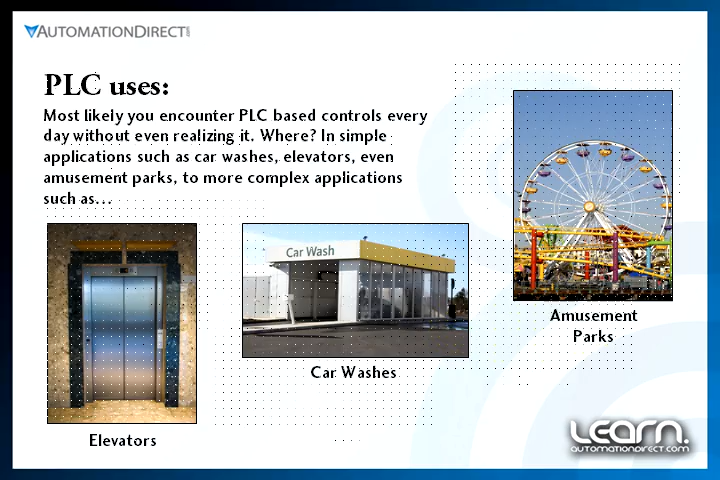 AUTOMATIONDIRECT
PLC uses:
Most likely you encounter PLC based controls every
day without even realizing it. Where? In simple
applications such as car washes, elevators, even
amusement parks, to more complex applications
such as...
Car Wash
Amusement
Parks
Car Washes
Elevators
LEARN.
AUTOMATIONDIRECT.COM